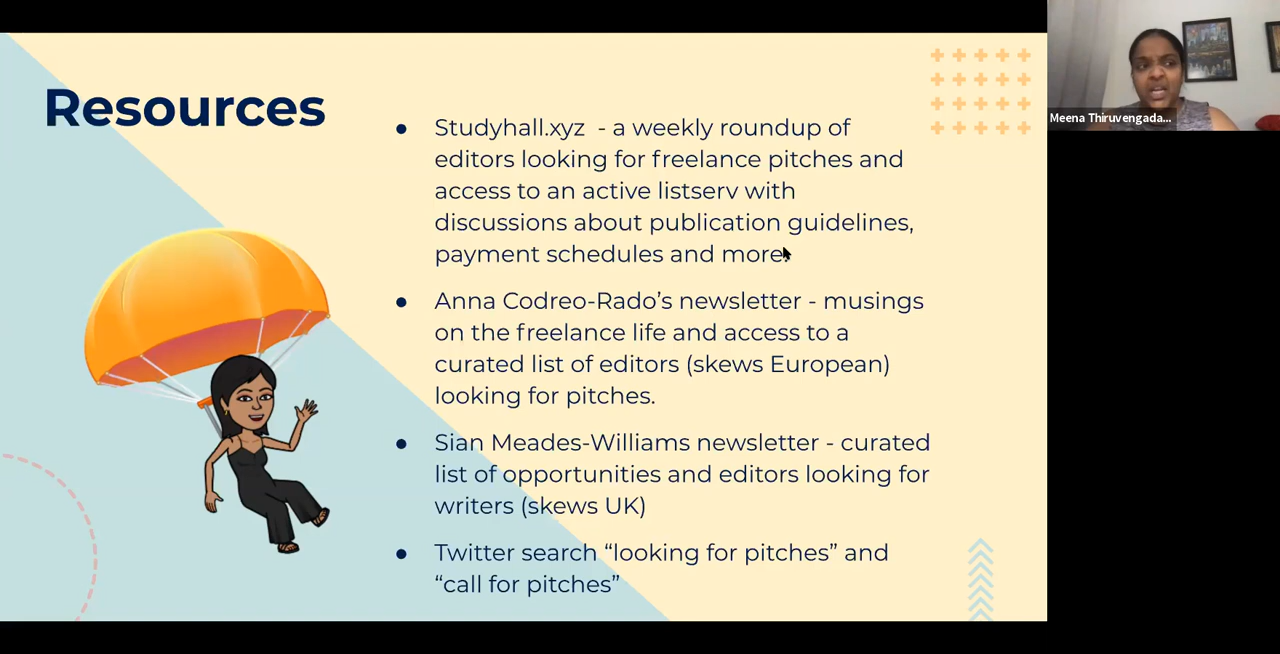 Resources
● Studyhall.xyz - a weekly roundup of
editors looking for freelance pitches and
access to an active listserv with
discussions about publication guidelines,
payment schedules and more.
● Anna Codreo-Rado’s newsletter - musings
on the freelance life and access to a
curated list of editors (skews European)
looking for pitches.
● Sian Meades-Williams newsletter - curated
list of opportunities and editors looking for
writers (skews UK)
● Twitter search “looking for pitches” and
“call for pitches”
Meena Thiruvengada...